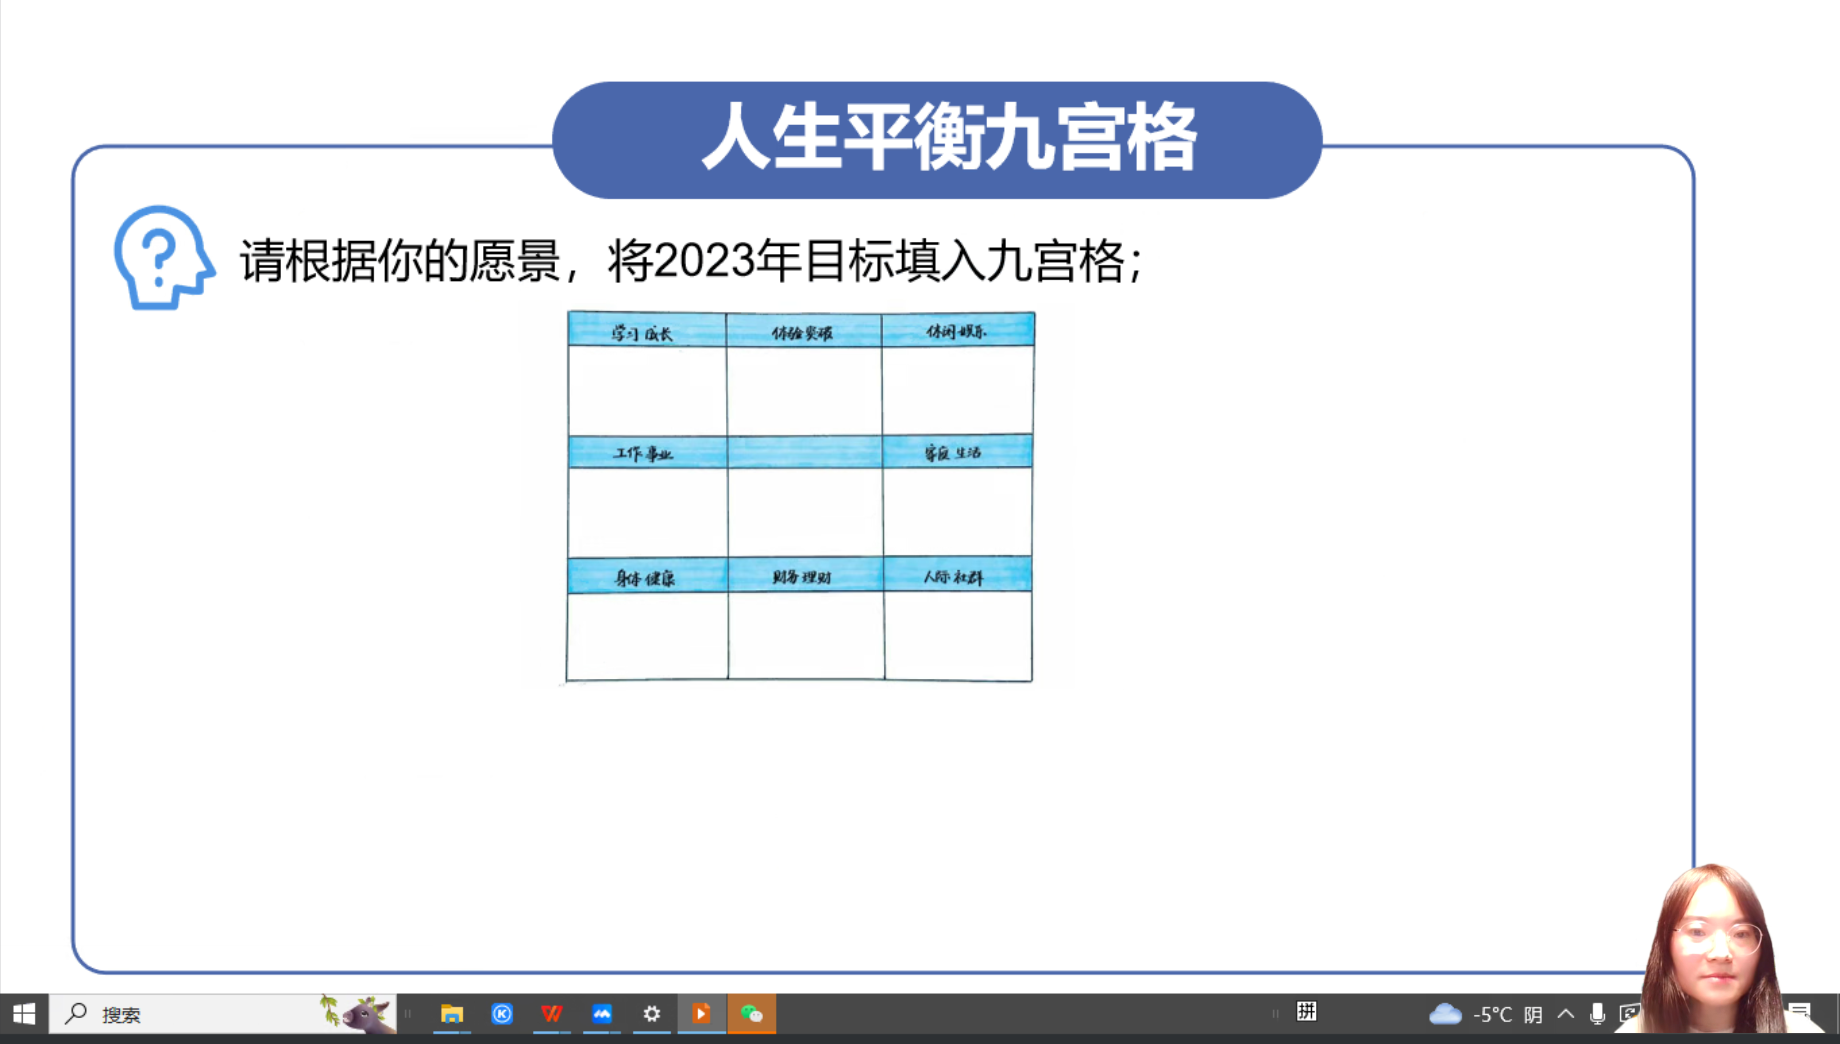 人生平衡九宫格
请根据你的愿景，将2023年目标填入九宫格；
学习成长 体验突破 休闲娱乐
工作事业 家庭生活
身体健康 财务理财 人际社群
搜索 拼 -5°C 阴